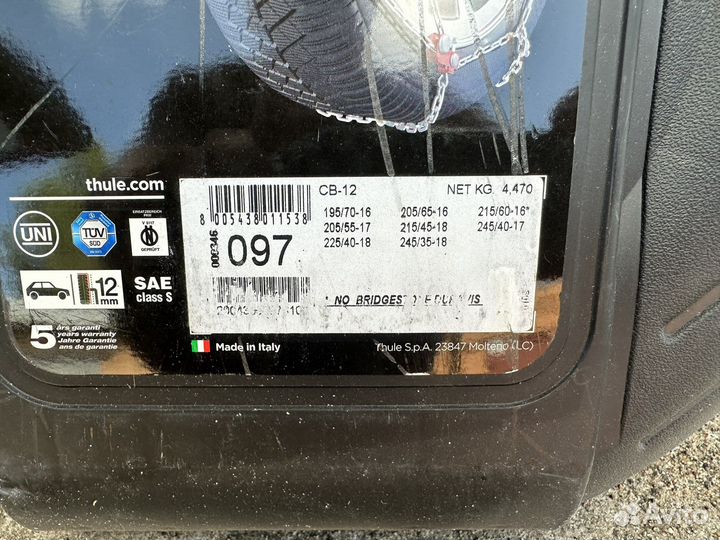 thule.com
UNI
TÜV
SÜD
GEPRÜFT
12
mm
SAE
class S
5
års garanti
years warranty
Jahre Garantie
ans de garantie
CB-12 NET KG. 4,470
8 005438 011538
195/70-16 205/65-16 215/60-16*
205/55-17 215/45-18 245/40-17
225/40-18 245/35-18
000346
097
* NO
Made in Italy
Thule S.p.A. 23847 Molteno (LC)
Avito